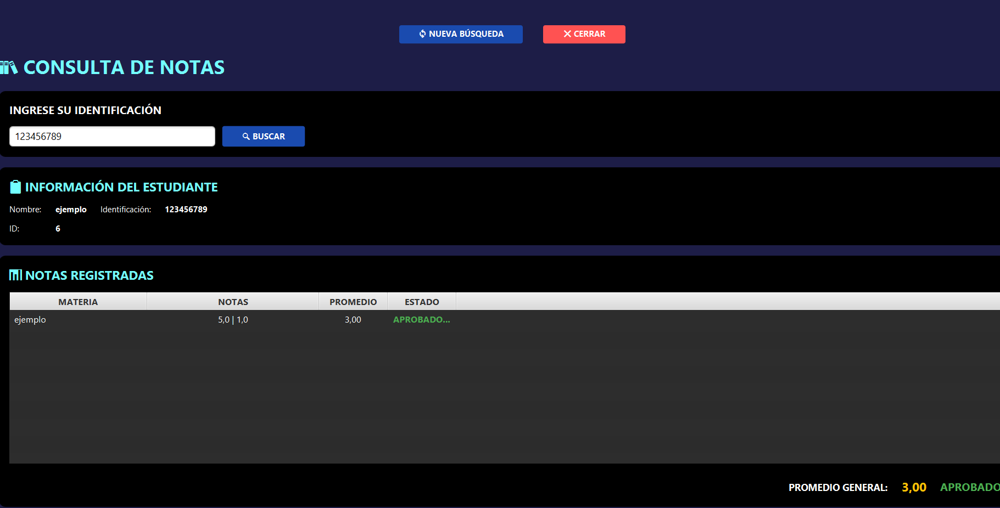 NUEVA BÚSQUEDA CERRAR
CONSULTA DE NOTAS
INGRESE SU IDENTIFICACIÓN
123456789 BUSCAR
INFORMACIÓN DEL ESTUDIANTE
Nombre: ejemplo Identificación: 123456789
ID: 6
NOTAS REGISTRADAS
MATERIA NOTAS PROMEDIO ESTADO
ejemplo 5,0 | 1,0 3,00 APROBADO...
PROMEDIO GENERAL: 3,00 APROBADO